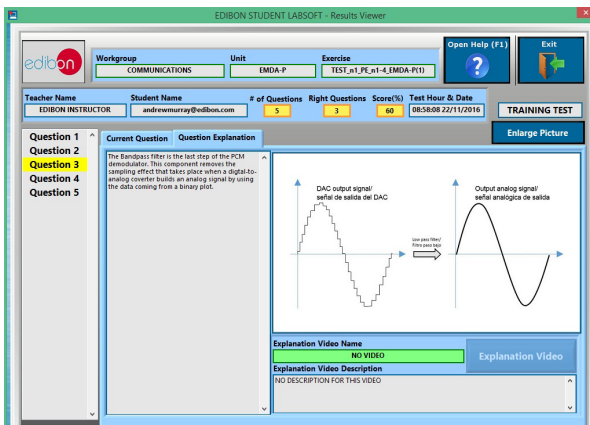 EDIBON STUDENT LABSOFT - Results Viewer
edibon
Workgroup
COMMUNICATIONS
Unit
EMDA-P
Exercise
TEST_n1_PE_n1-4_EMDA-P(1)
Open Help (F1)
?
Exit
Teacher Name
EDIBON INSTRUCTOR
Student Name
andrewmurray@edibon.com
# of Questions
5
Right Questions
3
Score(%)
60
Test Hour & Date
08:58:08 22/11/2016
TRAINING TEST
Enlarge Picture
Question 1
Question 2
Question 3
Question 4
Question 5
Current Question
Question Explanation
The Bandpass filter is the last step of the PCM
demodulator. This component removes the
sampling effect that takes place when a digtal-to-
analog coverter builds an analog signal by using
the data coming from a binary plot.
DAC output signal/
señal de salida del DAC
Low pass filter/
Filtro paso bajo
Output analog signal/
señal analógica de salida
Explanation Video Name
NO VIDEO
Explanation Video
Explanation Video Description
NO DESCRIPTION FOR THIS VIDEO